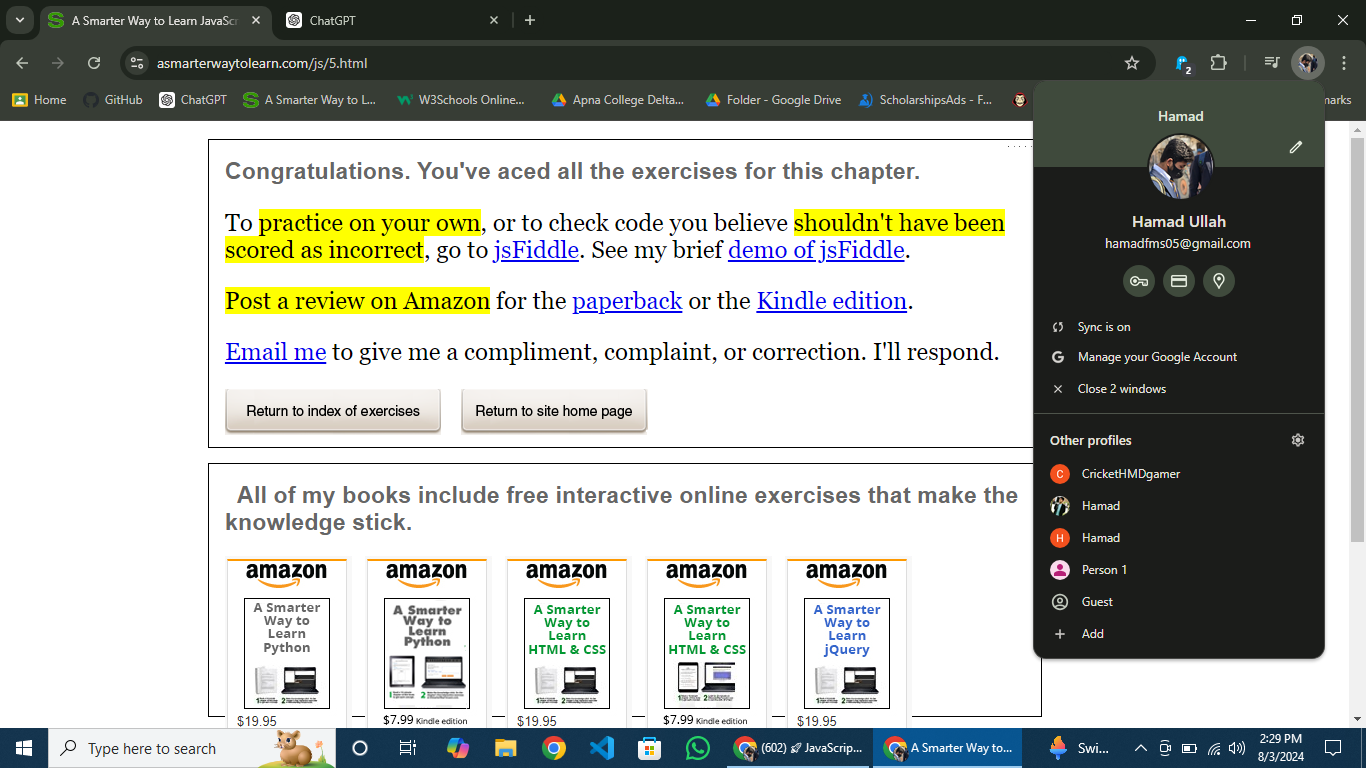 A Smarter Way to Learn JavaScr
ChatGPT
asmarterwaytolearn.com/js/5.html
2
Home
GitHub
ChatGPT
A Smarter Way to L...
W3Schools Online...
Apna College Delta...
Folder - Google Drive
ScholarshipsAds - F...
marks
Congratulations. You've aced all the exercises for this chapter.
To practice on your own, or to check code you believe shouldn't have been
scored as incorrect, go to jsFiddle. See my brief demo of jsFiddle.
Post a review on Amazon for the paperback or the Kindle edition.
Email me to give me a compliment, complaint, or correction. I'll respond.
Return to index of exercises
Return to site home page
All of my books include free interactive online exercises that make the
knowledge stick.
amazon
A Smarter
Way to
Learn
Python
$19.95
amazon
A Smarter
Way to
Learn
Python
$7.99 Kindle edition
amazon
A Smarter
Way to
Learn
HTML & CSS
$19.95
amazon
A Smarter
Way to
Learn
HTML & CSS
$7.99 Kindle edition
amazon
A Smarter
Way to
Learn
jQuery
$19.95
Hamad
Hamad Ullah
hamadfms05@gmail.com
Sync is on
Manage your Google Account
Close 2 windows
Other profiles
C
CricketHMDgamer
Hamad
H
Hamad
Person 1
Guest
Add
Type here to search
(602) 🚀 JavaScrip...
A Smarter Way to...
Swi...
2:29 PM
8/3/2024